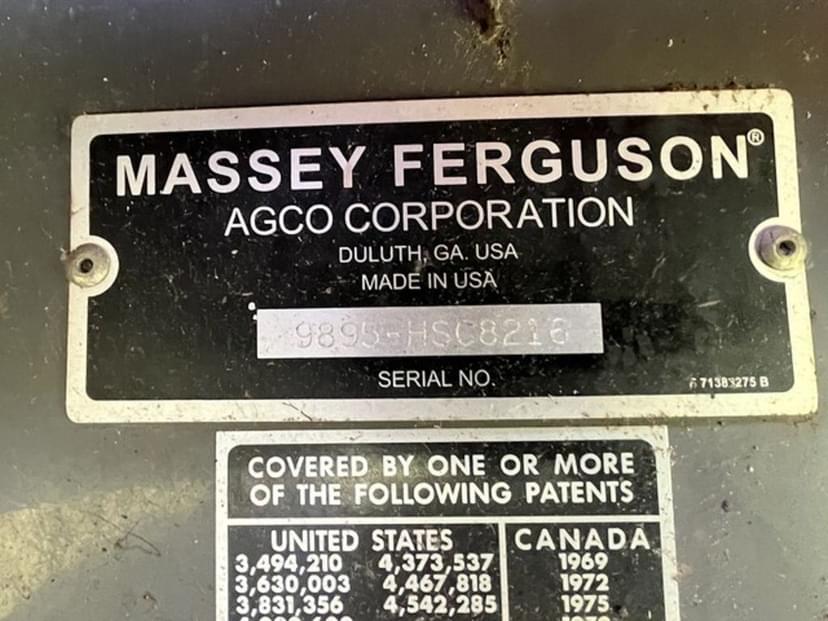 MASSEY FERGUSON®
AGCO CORPORATION
DULUTH, GA. USA
MADE IN USA
9895-HSC8216
SERIAL NO.
COVERED BY ONE OR MORE
OF THE FOLLOWING PATENTS
UNITED STATES CANADA
3,494,210 4,373,537 1969
3,630,003 4,467,818 1972
3,831,356 4,542,285 1975